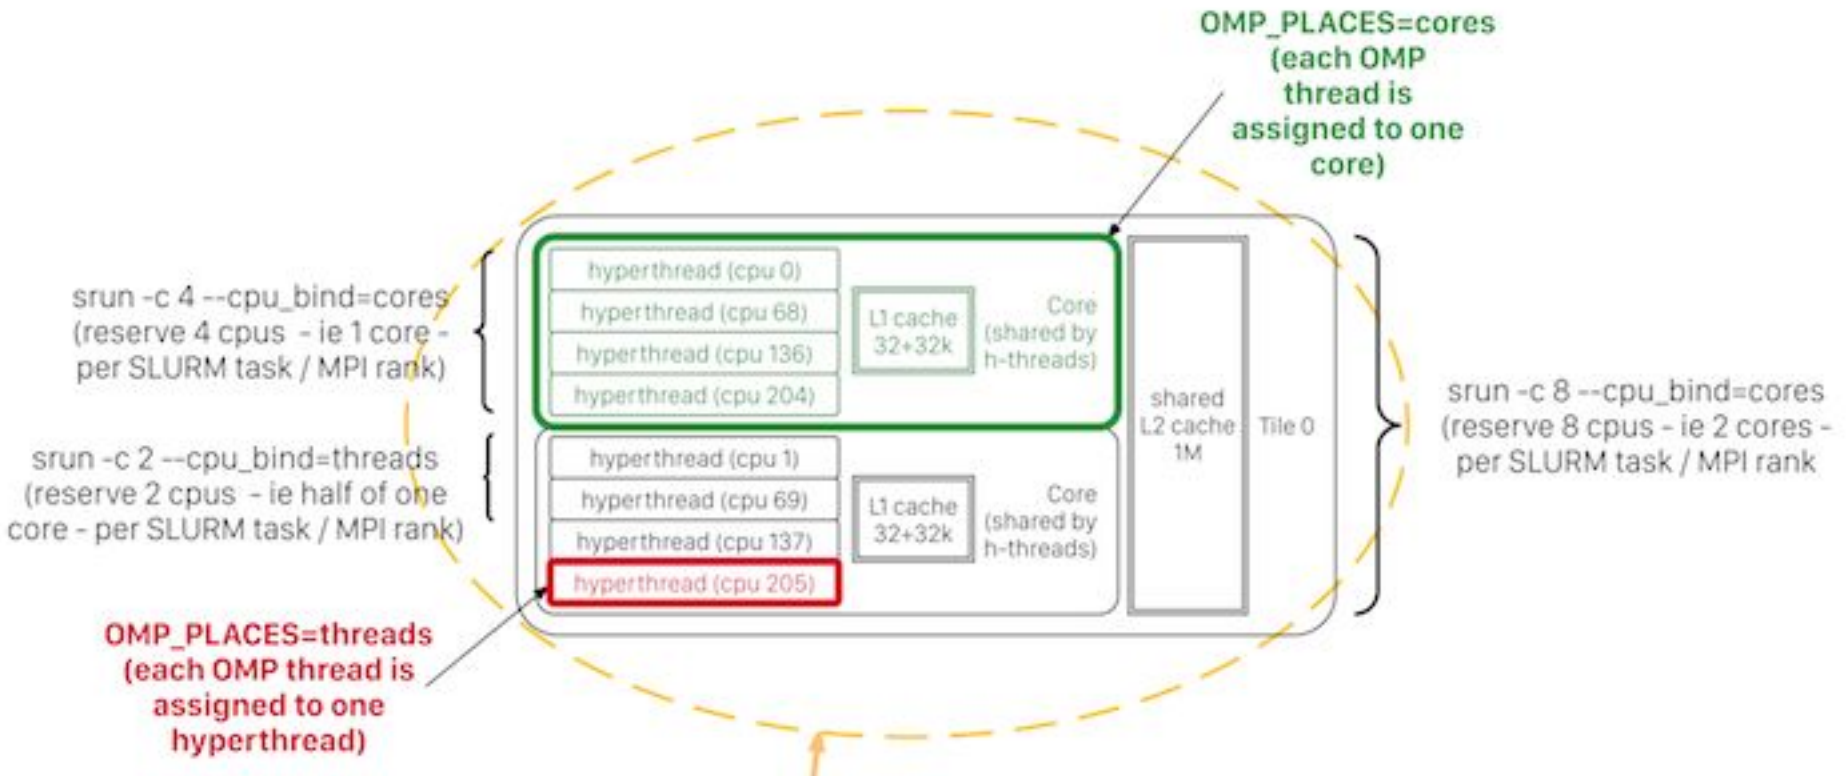 OMP_PLACES=cores
(each OMP
thread is
assigned to one
core)
srun -c 4 --cpu_bind=cores
(reserve 4 cpus - ie 1 core -
per SLURM task / MPI rank)
hyperthread (cpu 0)
hyperthread (cpu 68)
hyperthread (cpu 136)
hyperthread (cpu 204)
L1 cache
32+32k
Core
(shared by
h-threads)
srun -c 2 --cpu_bind=threads
(reserve 2 cpus - ie half of one
core - per SLURM task / MPI rank)
hyperthread (cpu 1)
hyperthread (cpu 69)
hyperthread (cpu 137)
hyperthread (cpu 205)
L1 cache
32+32k
Core
(shared by
h-threads)
shared
L2 cache
1M
Tile 0
srun -c 8 --cpu_bind=cores
(reserve 8 cpus - ie 2 cores -
per SLURM task / MPI rank
OMP_PLACES=threads
(each OMP thread is
assigned to one
hyperthread)